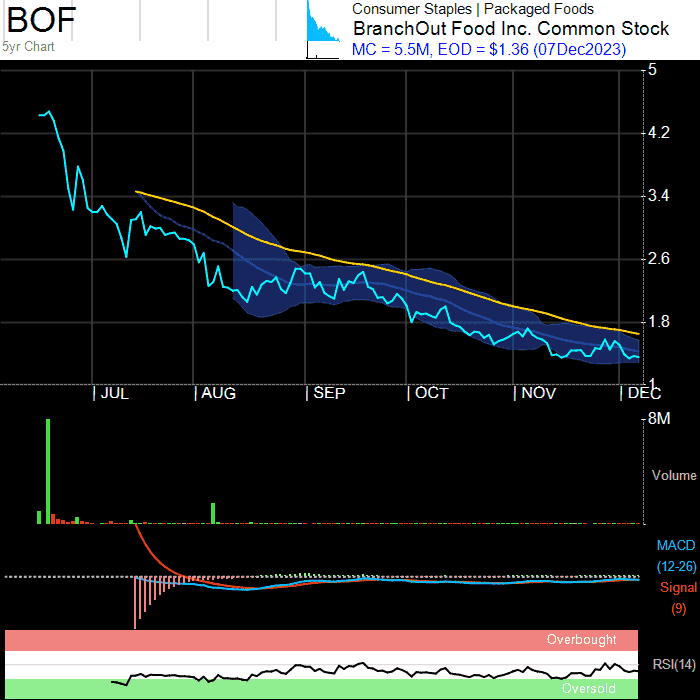 BOF
5yr Chart
Consumer Staples | Packaged Foods
BranchOut Food Inc. Common Stock
MC = 5.5M, EOD = $1.36 (07Dec2023)
5
4.2
3.4
2.6
1.8
1
JUL
AUG
SEP
OCT
NOV
DEC
8M
Volume
MACD
(12-26)
Signal
(9)
Overbought
RSI(14)
Oversold